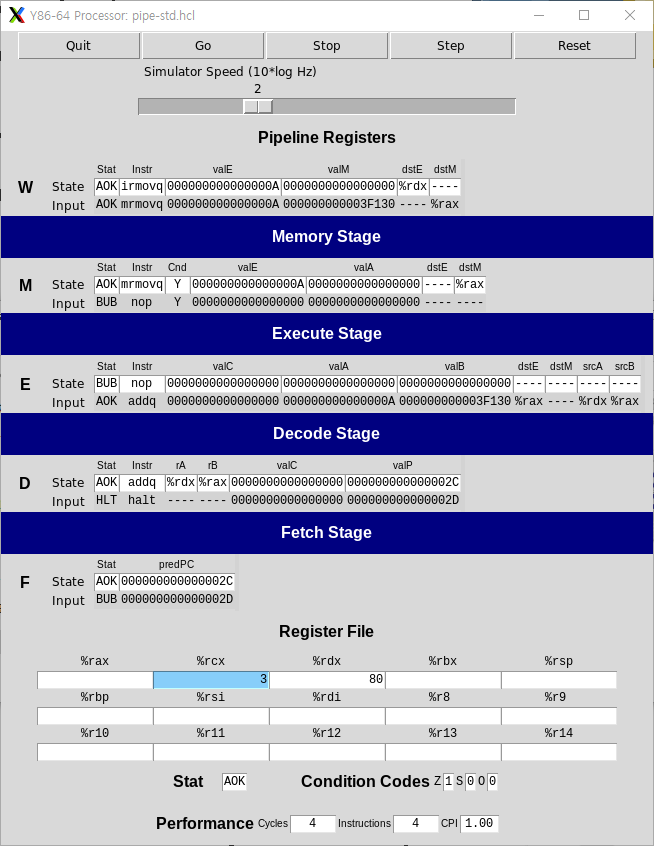 Y86-64 Processor: pipe-std.hcl
Quit Go Stop Step Reset
Simulator Speed (10*log Hz)
2
Pipeline Registers
Stat Instr valE valM dstE dstM
W State AOK irmovq 000000000000000A 0000000000000000 %rdx ----
Input AOK mrmovq 000000000000000A 000000000003F130 ---- %rax
Memory Stage
Stat Instr Cnd valE valA dstE dstM
M State AOK mrmovq Y 000000000000000A 0000000000000000 ---- %rax
Input BUB nop Y 0000000000000000 0000000000000000 ---- ----
Execute Stage
Stat Instr valC valA valB dstE dstM srcA srcB
E State BUB nop 0000000000000000 0000000000000000 0000000000000000 ---- ---- ---- ----
Input AOK addq 0000000000000000 000000000000000A 000000000003F130 %rax ---- %rdx %rax
Decode Stage
Stat Instr rA rB valC valP
D State AOK addq %rdx %rax 0000000000000000 000000000000002C
Input HLT halt ---- ---- 0000000000000000 000000000000002D
Fetch Stage
Stat predPC
F State AOK 000000000000002C
Input BUB 000000000000002D
Register File
%rax %rcx %rdx %rbx %rsp
3 80
%rbp %rsi %rdi %r8 %r9
%r10 %r11 %r12 %r13 %r14
Stat AOK Condition Codes Z 1 S 0 O 0
Performance Cycles 4 Instructions 4 CPI 1.00